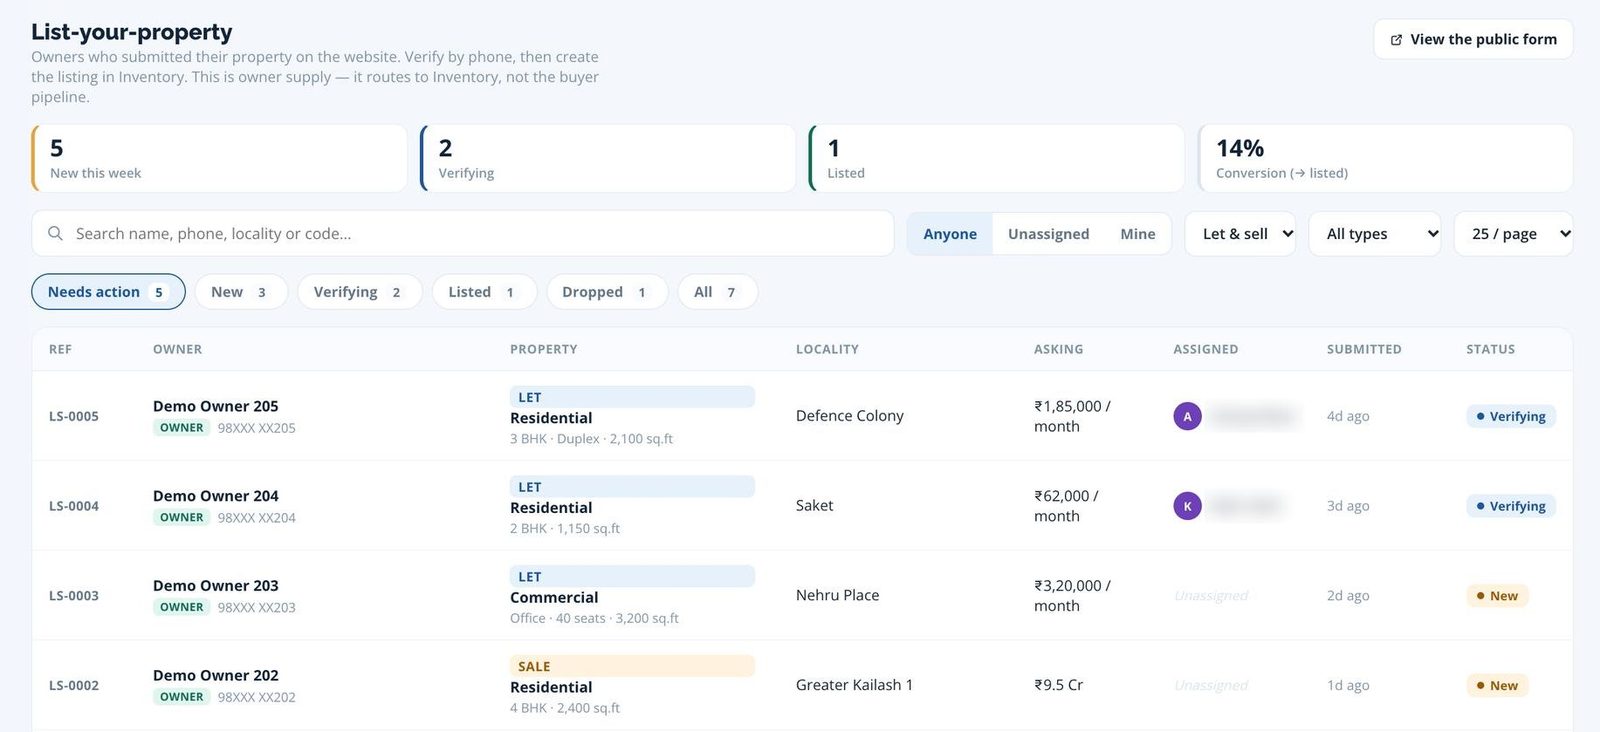 List-your-property
Owners who submitted their property on the website. Verify by phone, then create
the listing in Inventory. This is owner supply — it routes to Inventory, not the buyer
pipeline.
View the public form
5
New this week
2
Verifying
1
Listed
14%
Conversion (→ listed)
Search name, phone, locality or code...
Anyone Unassigned Mine
Let & sell
All types
25 / page
Needs action 5
New 3
Verifying 2
Listed 1
Dropped 1
All 7
REF OWNER PROPERTY LOCALITY ASKING ASSIGNED SUBMITTED STATUS
LS-0005
Demo Owner 205
OWNER 98XXX XX205
LET
Residential
3 BHK · Duplex · 2,100 sq.ft
Defence Colony
₹1,85,000 /
month
A
4d ago
Verifying
LS-0004
Demo Owner 204
OWNER 98XXX XX204
LET
Residential
2 BHK · 1,150 sq.ft
Saket
₹62,000 /
month
K
3d ago
Verifying
LS-0003
Demo Owner 203
OWNER 98XXX XX203
LET
Commercial
Office · 40 seats · 3,200 sq.ft
Nehru Place
₹3,20,000 /
month
Unassigned
2d ago
New
LS-0002
Demo Owner 202
OWNER 98XXX XX202
SALE
Residential
4 BHK · 2,400 sq.ft
Greater Kailash 1
₹9.5 Cr
Unassigned
1d ago
New